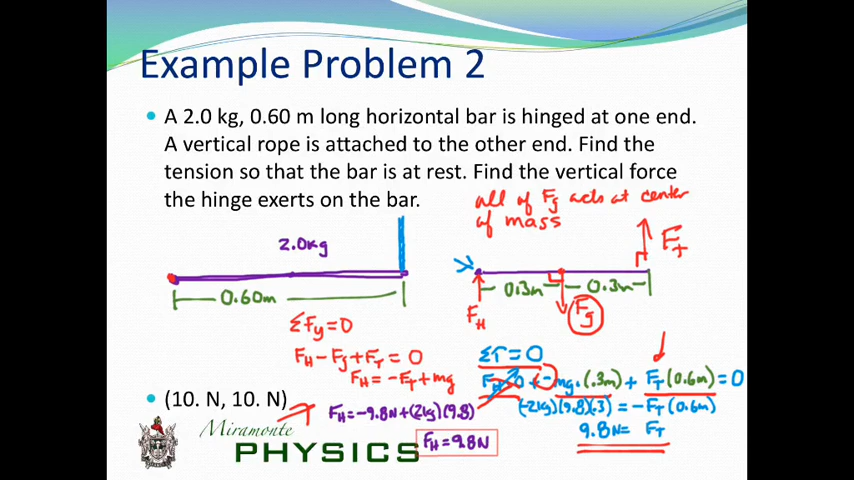 Example Problem 2
• A 2.0 kg, 0.60 m long horizontal bar is hinged at one end.
A vertical rope is attached to the other end. Find the
tension so that the bar is at rest. Find the vertical force
the hinge exerts on the bar.
all of Fg acts at center
of mass
2.0kg
0.60m
FT
0.3m
0.3m
FH
Fg
ΣFy=0
FH-Fg+FT=0
FH=-FT+mg
FH=-9.8N+(2kg)(9.8)
FH=9.8N
Στ=0
FH·0 + -mg·(.3m) + FT(0.6m)=0
(-2kg)(9.8)(.3)=-FT(0.6m)
9.8N= FT
• (10. N, 10. N)
Miramonte
PHYSICS